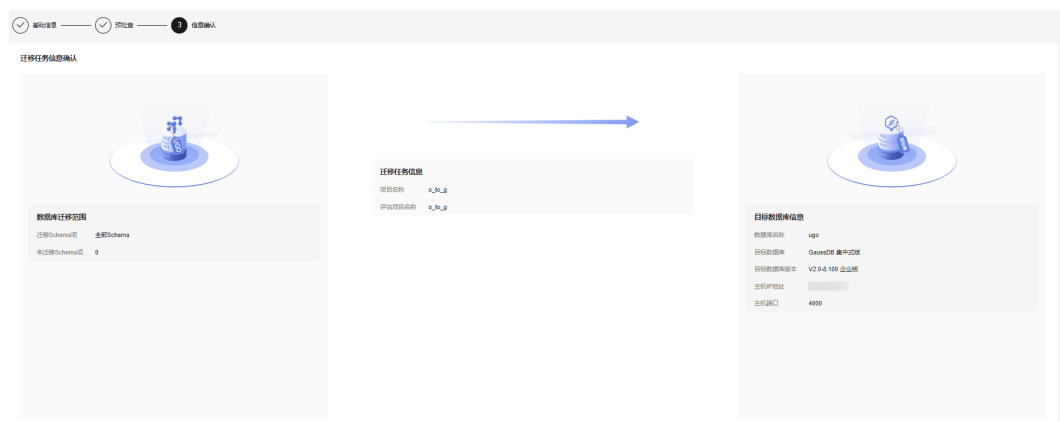 基础信息 预检查 3 信息确认
迁移任务信息确认
UGO
迁移任务信息
项目名称 o_to_g
评估项目名称 o_to_g
数据库迁移范围
迁移Schema项 全部Schema
未迁移Schema项 0
目标数据库信息
数据库名称 ugo
目标数据库 GaussDB 集中式版
目标数据库版本 V2.0-8.100 企业版
主机IP地址
主机端口 4000